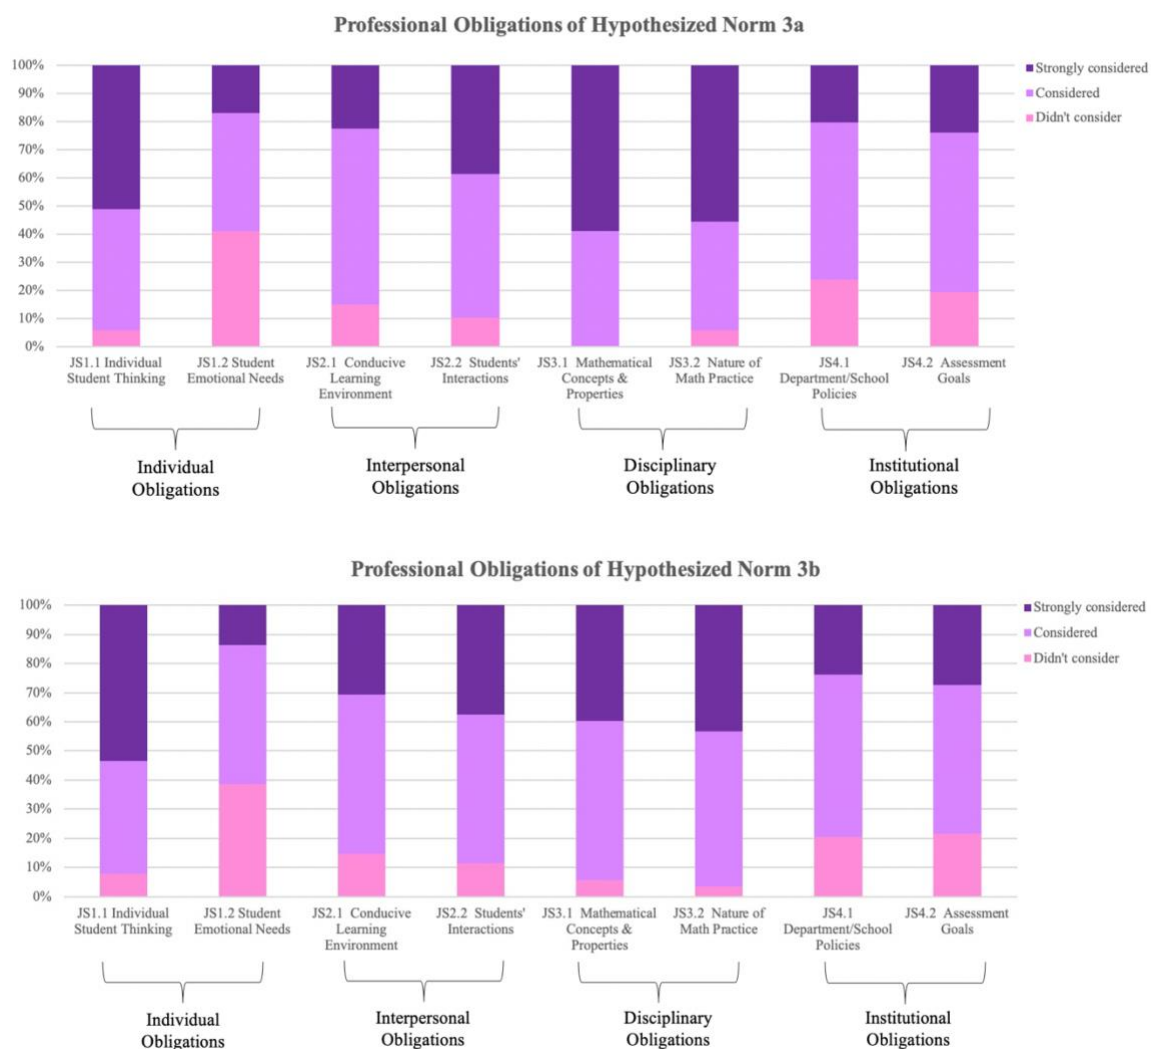 Professional Obligations of Hypothesized Norm 3a
100%
90%
80%
70%
60%
50%
40%
30%
20%
10%
0%
Strongly considered
Considered
Didn't consider
JS1.1 Individual
Student Thinking
JS1.2 Student
Emotional Needs
JS2.1 Conducive
Learning
Environment
JS2.2 Students'
Interactions
JS3.1 Mathematical
Concepts &
Properties
JS3.2 Nature of
Math Practice
JS4.1
Department/School
Policies
JS4.2 Assessment
Goals
Individual
Obligations
Interpersonal
Obligations
Disciplinary
Obligations
Institutional
Obligations
Professional Obligations of Hypothesized Norm 3b
100%
90%
80%
70%
60%
50%
40%
30%
20%
10%
0%
Strongly considered
Considered
Didn't consider
JS1.1 Individual
Student Thinking
JS1.2 Student
Emotional Needs
JS2.1 Conducive
Learning
Environment
JS2.2 Students'
Interactions
JS3.1 Mathematical
Concepts &
Properties
JS3.2 Nature of
Math Practice
JS4.1
Department/School
Policies
JS4.2 Assessment
Goals
Individual
Obligations
Interpersonal
Obligations
Disciplinary
Obligations
Institutional
Obligations